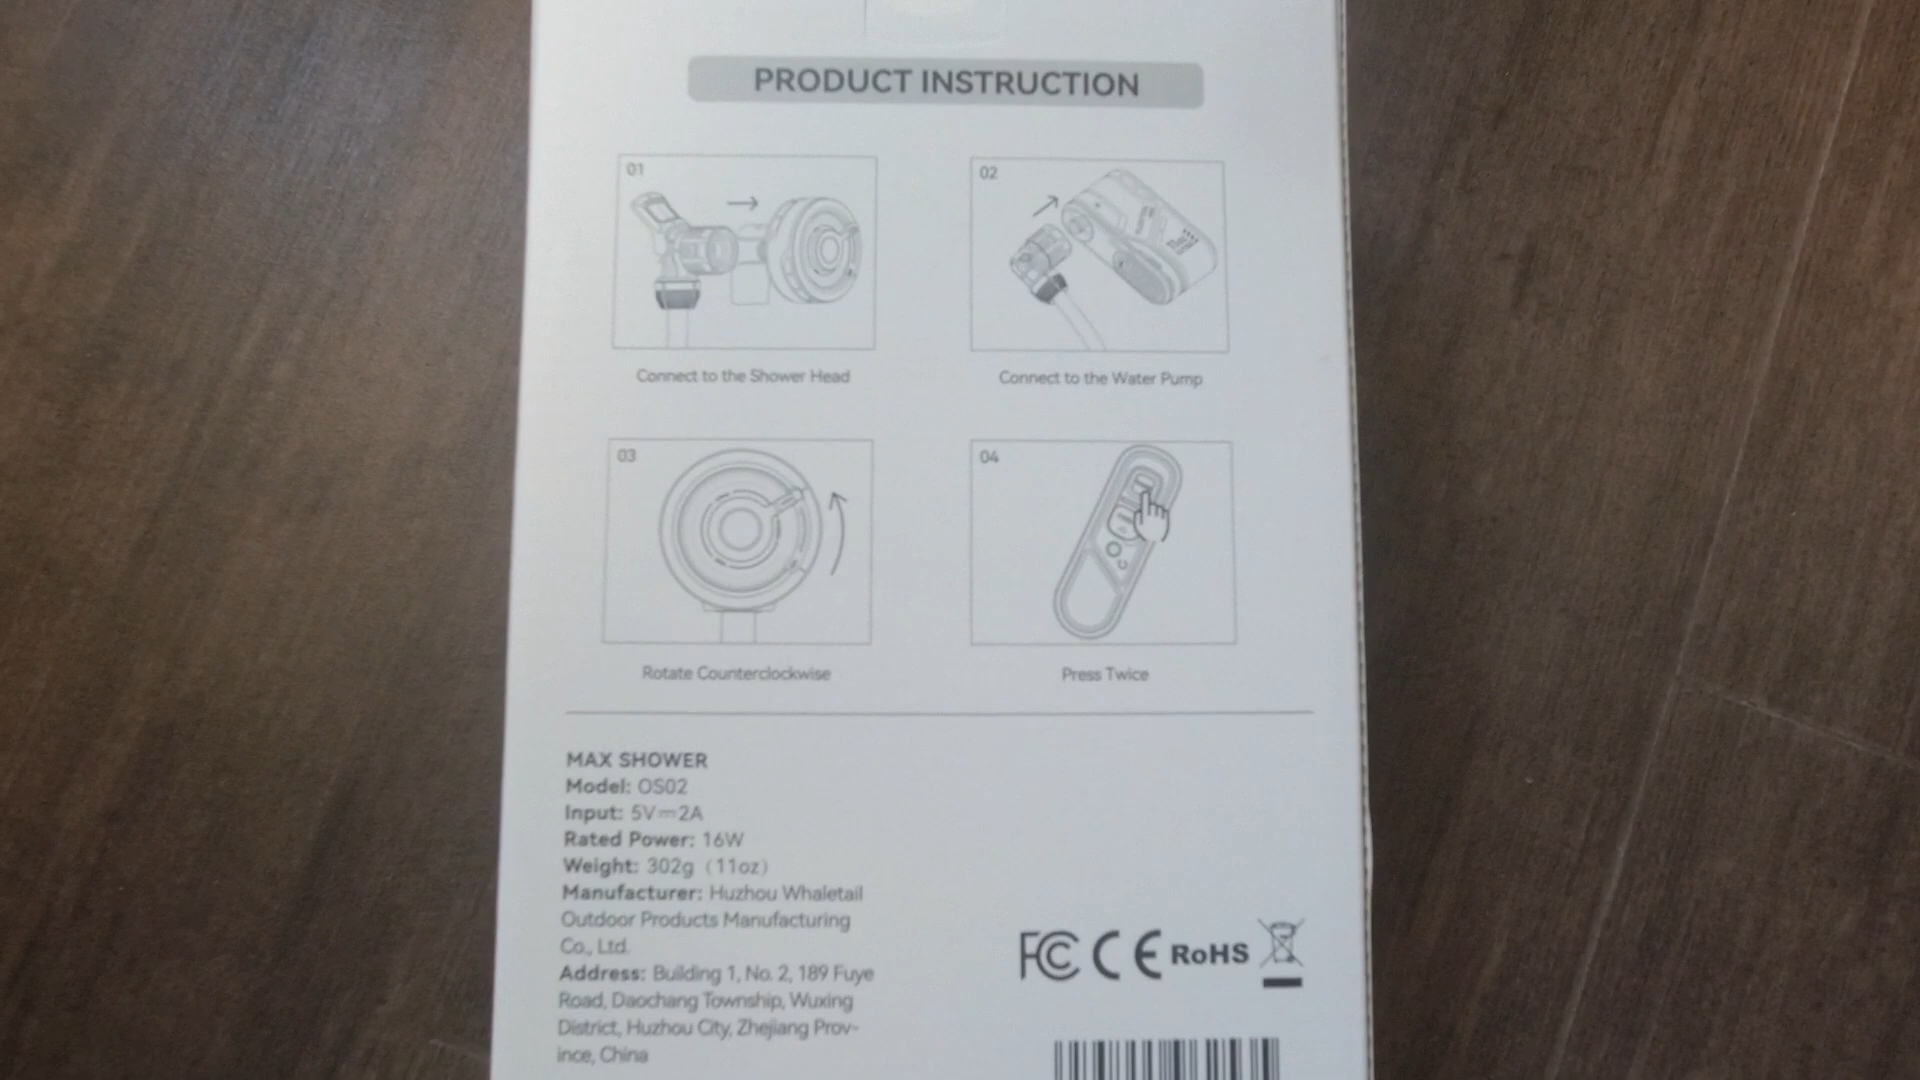 PRODUCT INSTRUCTION
01
02
Connect to the Shower Head
Connect to the Water Pump
03
04
Rotate Counterclockwise
Press Twice
MAX SHOWER
Model: OS02
Input: 5V⎓2A
Rated Power: 16W
Weight: 302g (11oz)
Manufacturer: Huzhou Whaletail
Outdoor Products Manufacturing
Co., Ltd.
Address: Building 1, No. 2, 189 Fuye
Road, Daochang Township, Wuxing
District, Huzhou City, Zhejiang Prov-
ince, China
FC CE RoHS